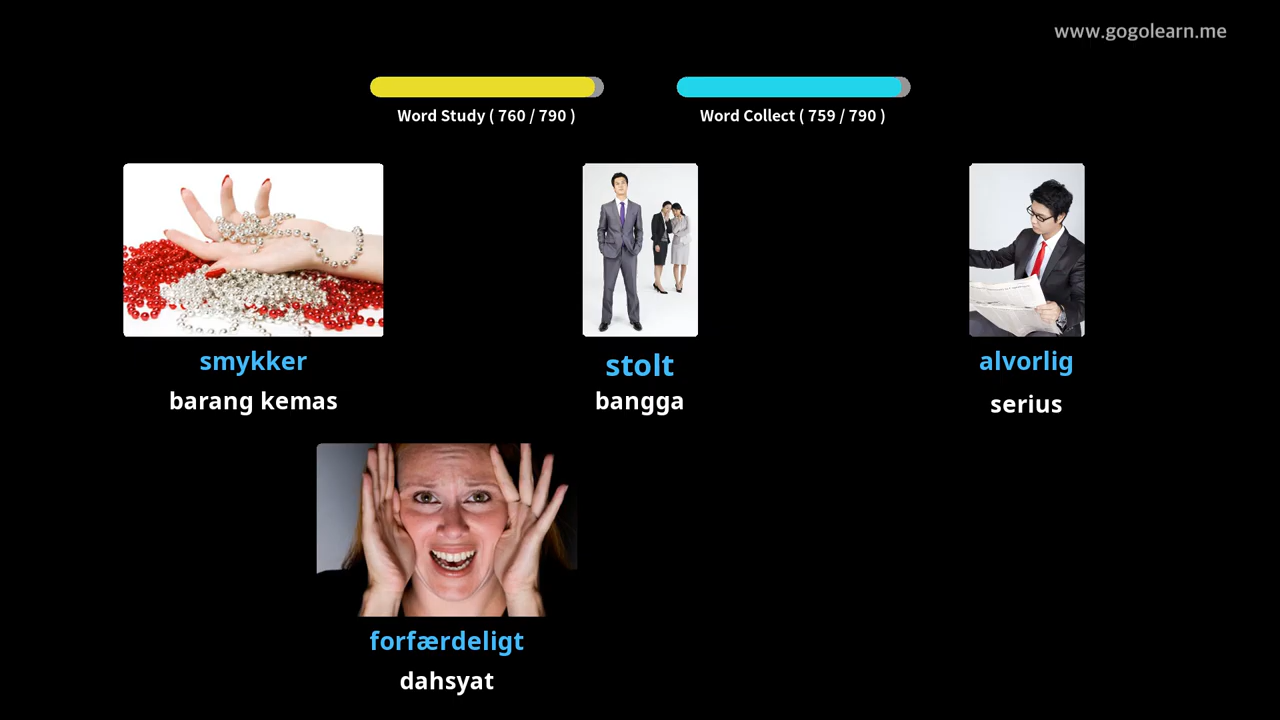 www.gogolearn.me
Word Study ( 760 / 790 )
Word Collect ( 759 / 790 )
smykker
stolt
alvorlig
barang kemas
bangga
serius
forfærdeligt
dahsyat